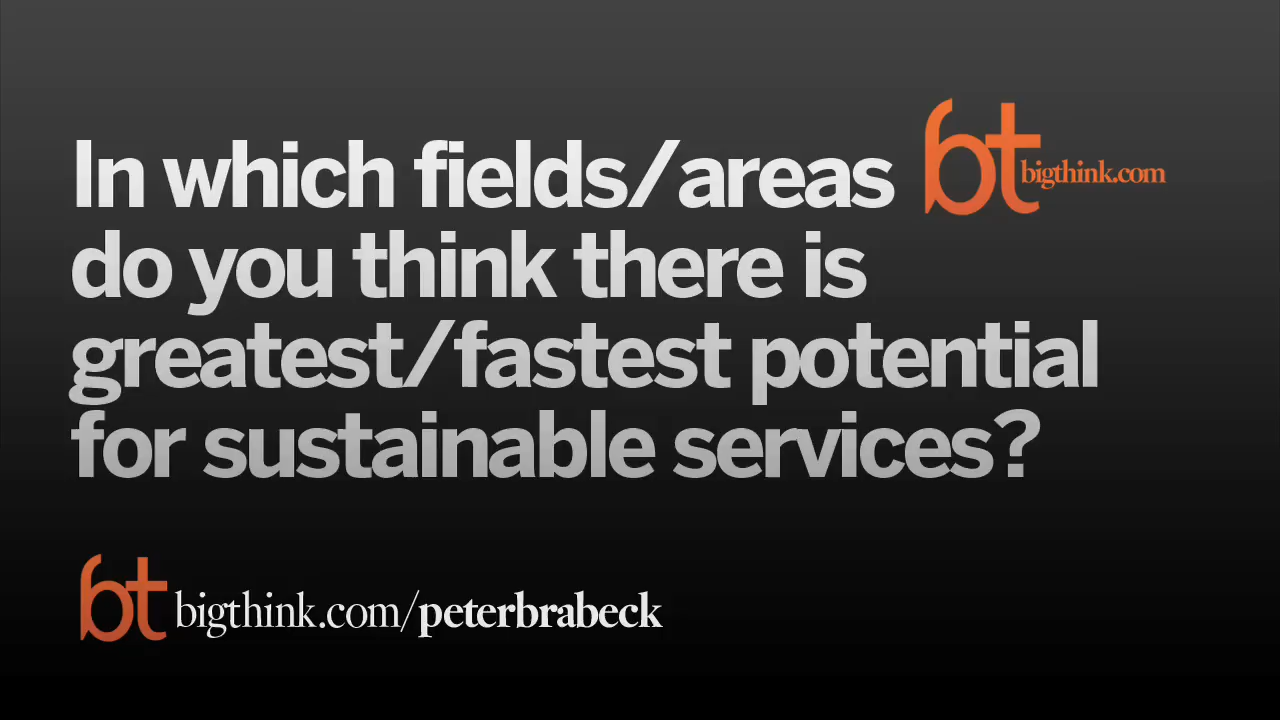 In which fields/areas
bt bigthink.com
do you think there is
greatest/fastest potential
for sustainable services?
bt bigthink.com/peterbrabeck